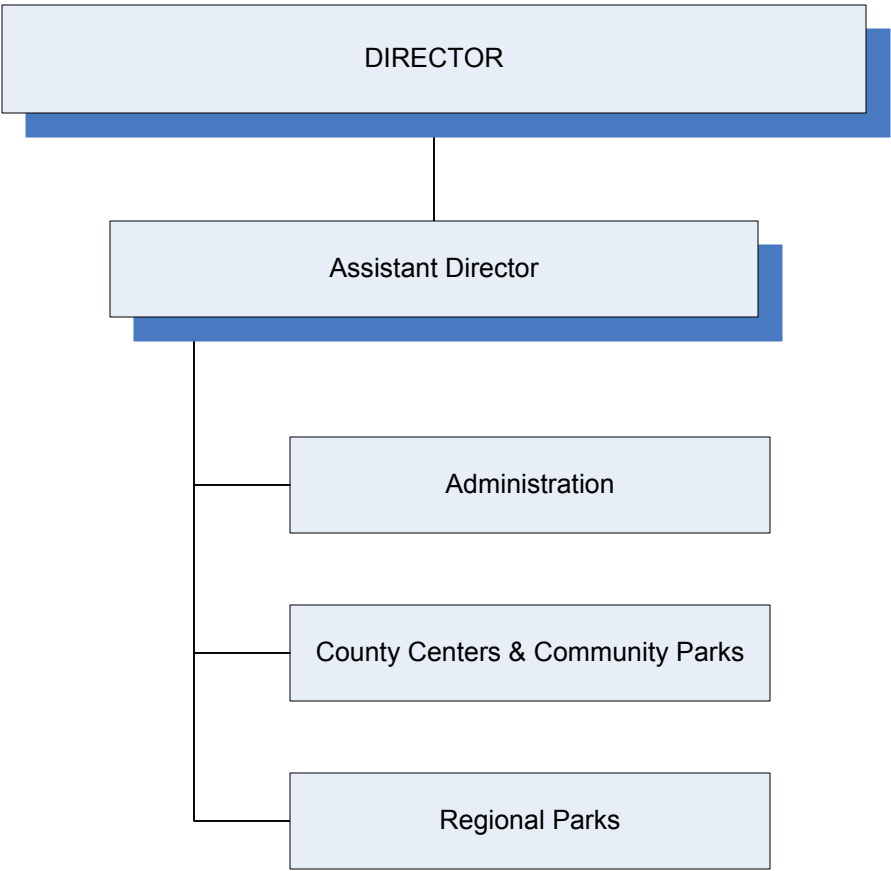 DIRECTOR
Assistant Director
Administration
County Centers & Community Parks
Regional Parks